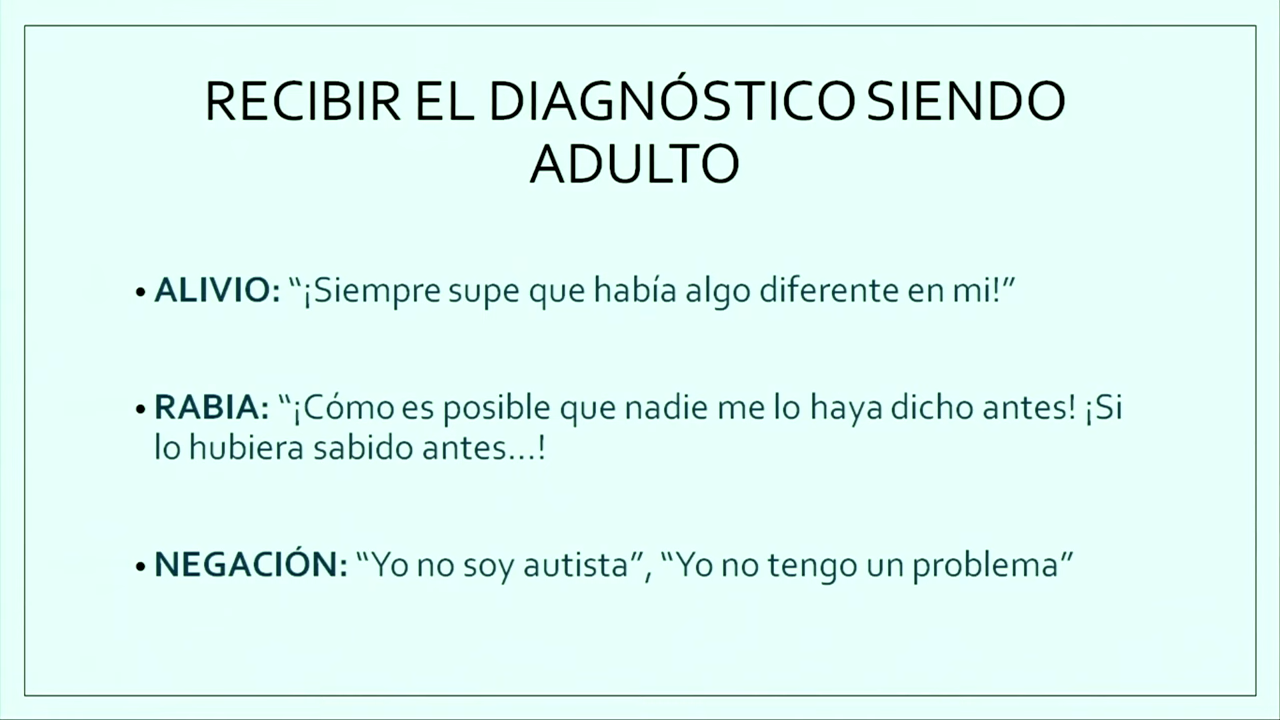 RECIBIR EL DIAGNÓSTICO SIENDO
ADULTO
• ALIVIO: “¡Siempre supe que había algo diferente en mi!”
• RABIA: “¡Cómo es posible que nadie me lo haya dicho antes! ¡Si
lo hubiera sabido antes...!
• NEGACIÓN: “Yo no soy autista”, “Yo no tengo un problema”